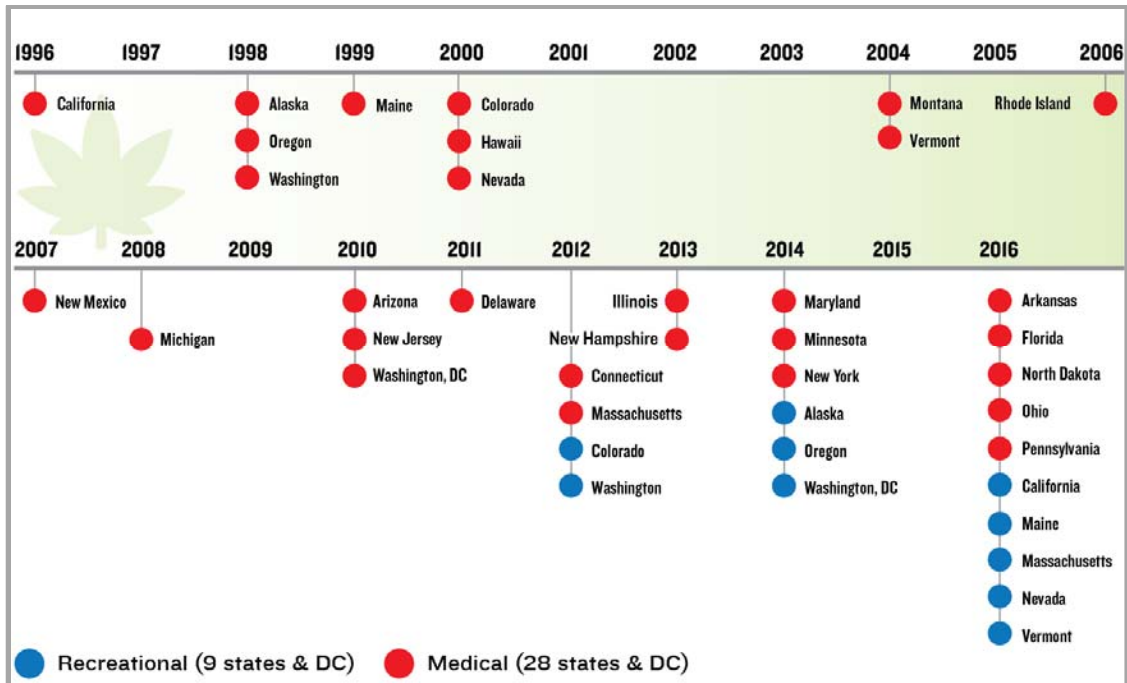 1996 1997 1998 1999 2000 2001 2002 2003 2004 2005 2006
California Alaska Maine Colorado Montana Rhode Island
Oregon Hawaii Vermont
Washington Nevada
2007 2008 2009 2010 2011 2012 2013 2014 2015 2016
New Mexico Arizona Delaware Illinois Maryland Arkansas
Michigan New Jersey New Hampshire Minnesota Florida
Washington, DC Connecticut New York North Dakota
Massachusetts Alaska Ohio
Colorado Oregon Pennsylvania
Washington Washington, DC California
Maine
Massachusetts
Nevada
Vermont
Recreational (9 states & DC) Medical (28 states & DC)